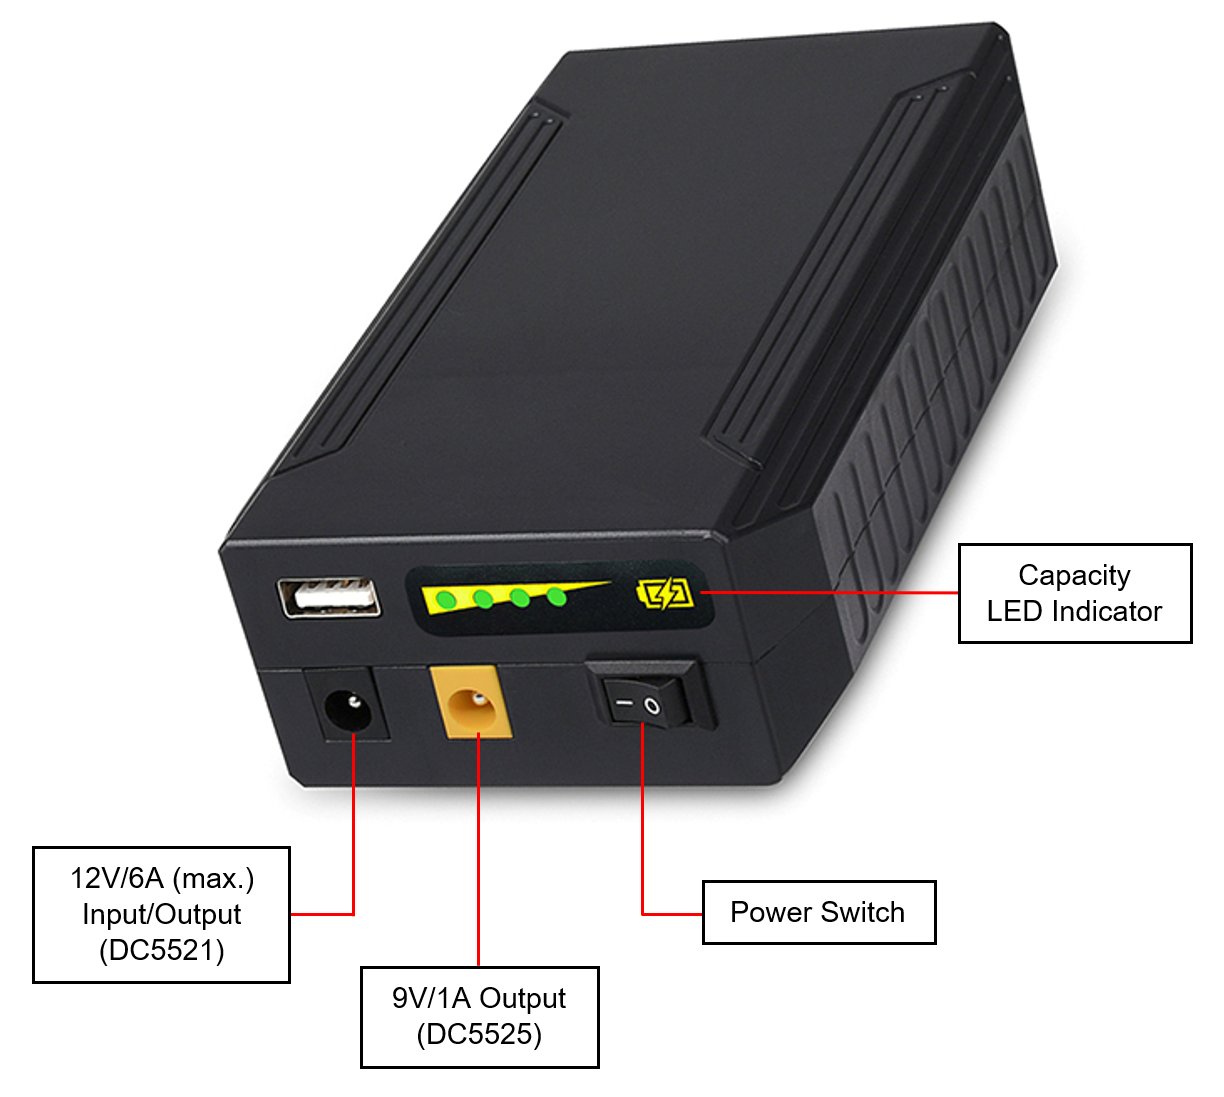 Capacity
LED Indicator
12V/6A (max.)
Input/Output
(DC5521)
Power Switch
9V/1A Output
(DC5525)